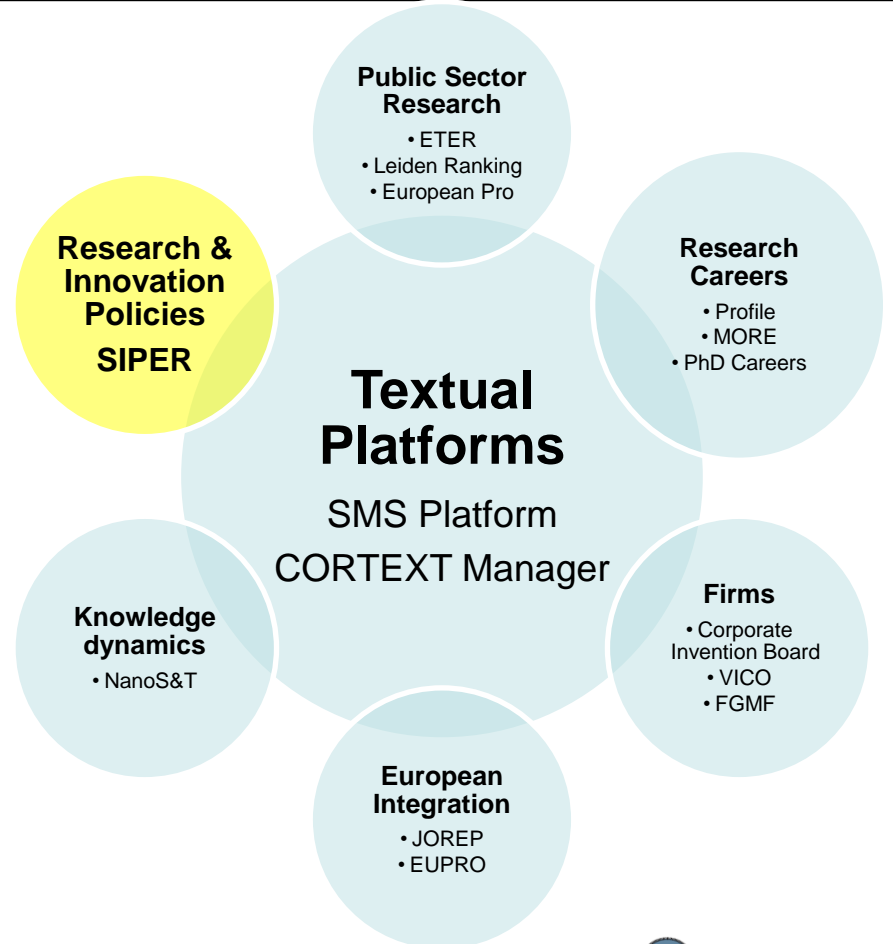 Public Sector
Research
• ETER
• Leiden Ranking
• European Pro
Research &
Innovation
Policies
SIPER
Research
Careers
• Profile
• MORE
• PhD Careers
Textual
Platforms
SMS Platform
CORTEXT Manager
Knowledge
dynamics
• NanoS&T
Firms
• Corporate
Invention Board
• VICO
• FGMF
European
Integration
• JOREP
• EUPRO